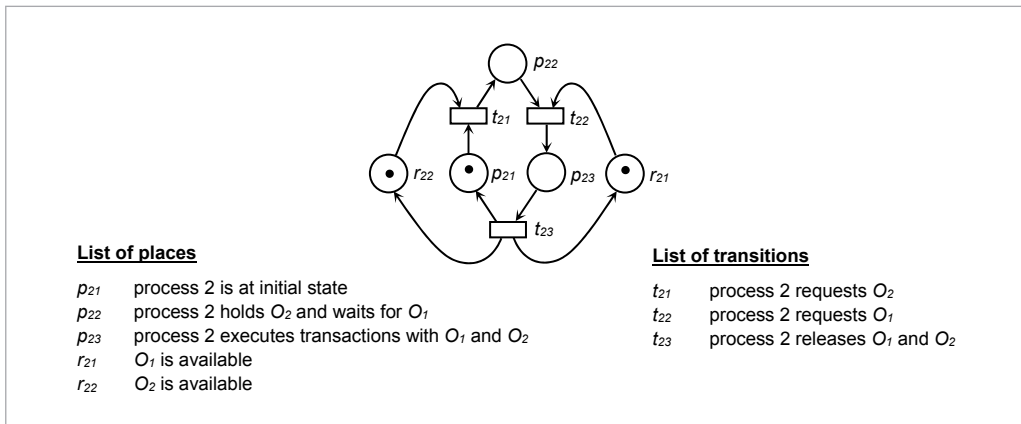 p22
t21 t22
r22 p21 p23 r21
t23
List of places
p21 process 2 is at initial state
p22 process 2 holds O2 and waits for O1
p23 process 2 executes transactions with O1 and O2
r21 O1 is available
r22 O2 is available
List of transitions
t21 process 2 requests O2
t22 process 2 requests O1
t23 process 2 releases O1 and O2